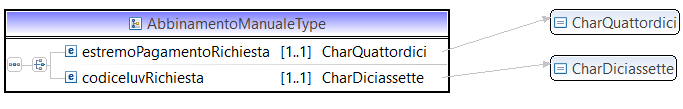 AbbinamentoManualeType
e estremoPagamentoRichiesta [1..1] CharQuattordici
e codiceIuvRichiesta [1..1] CharDiciassette
CharQuattordici
CharDiciassette